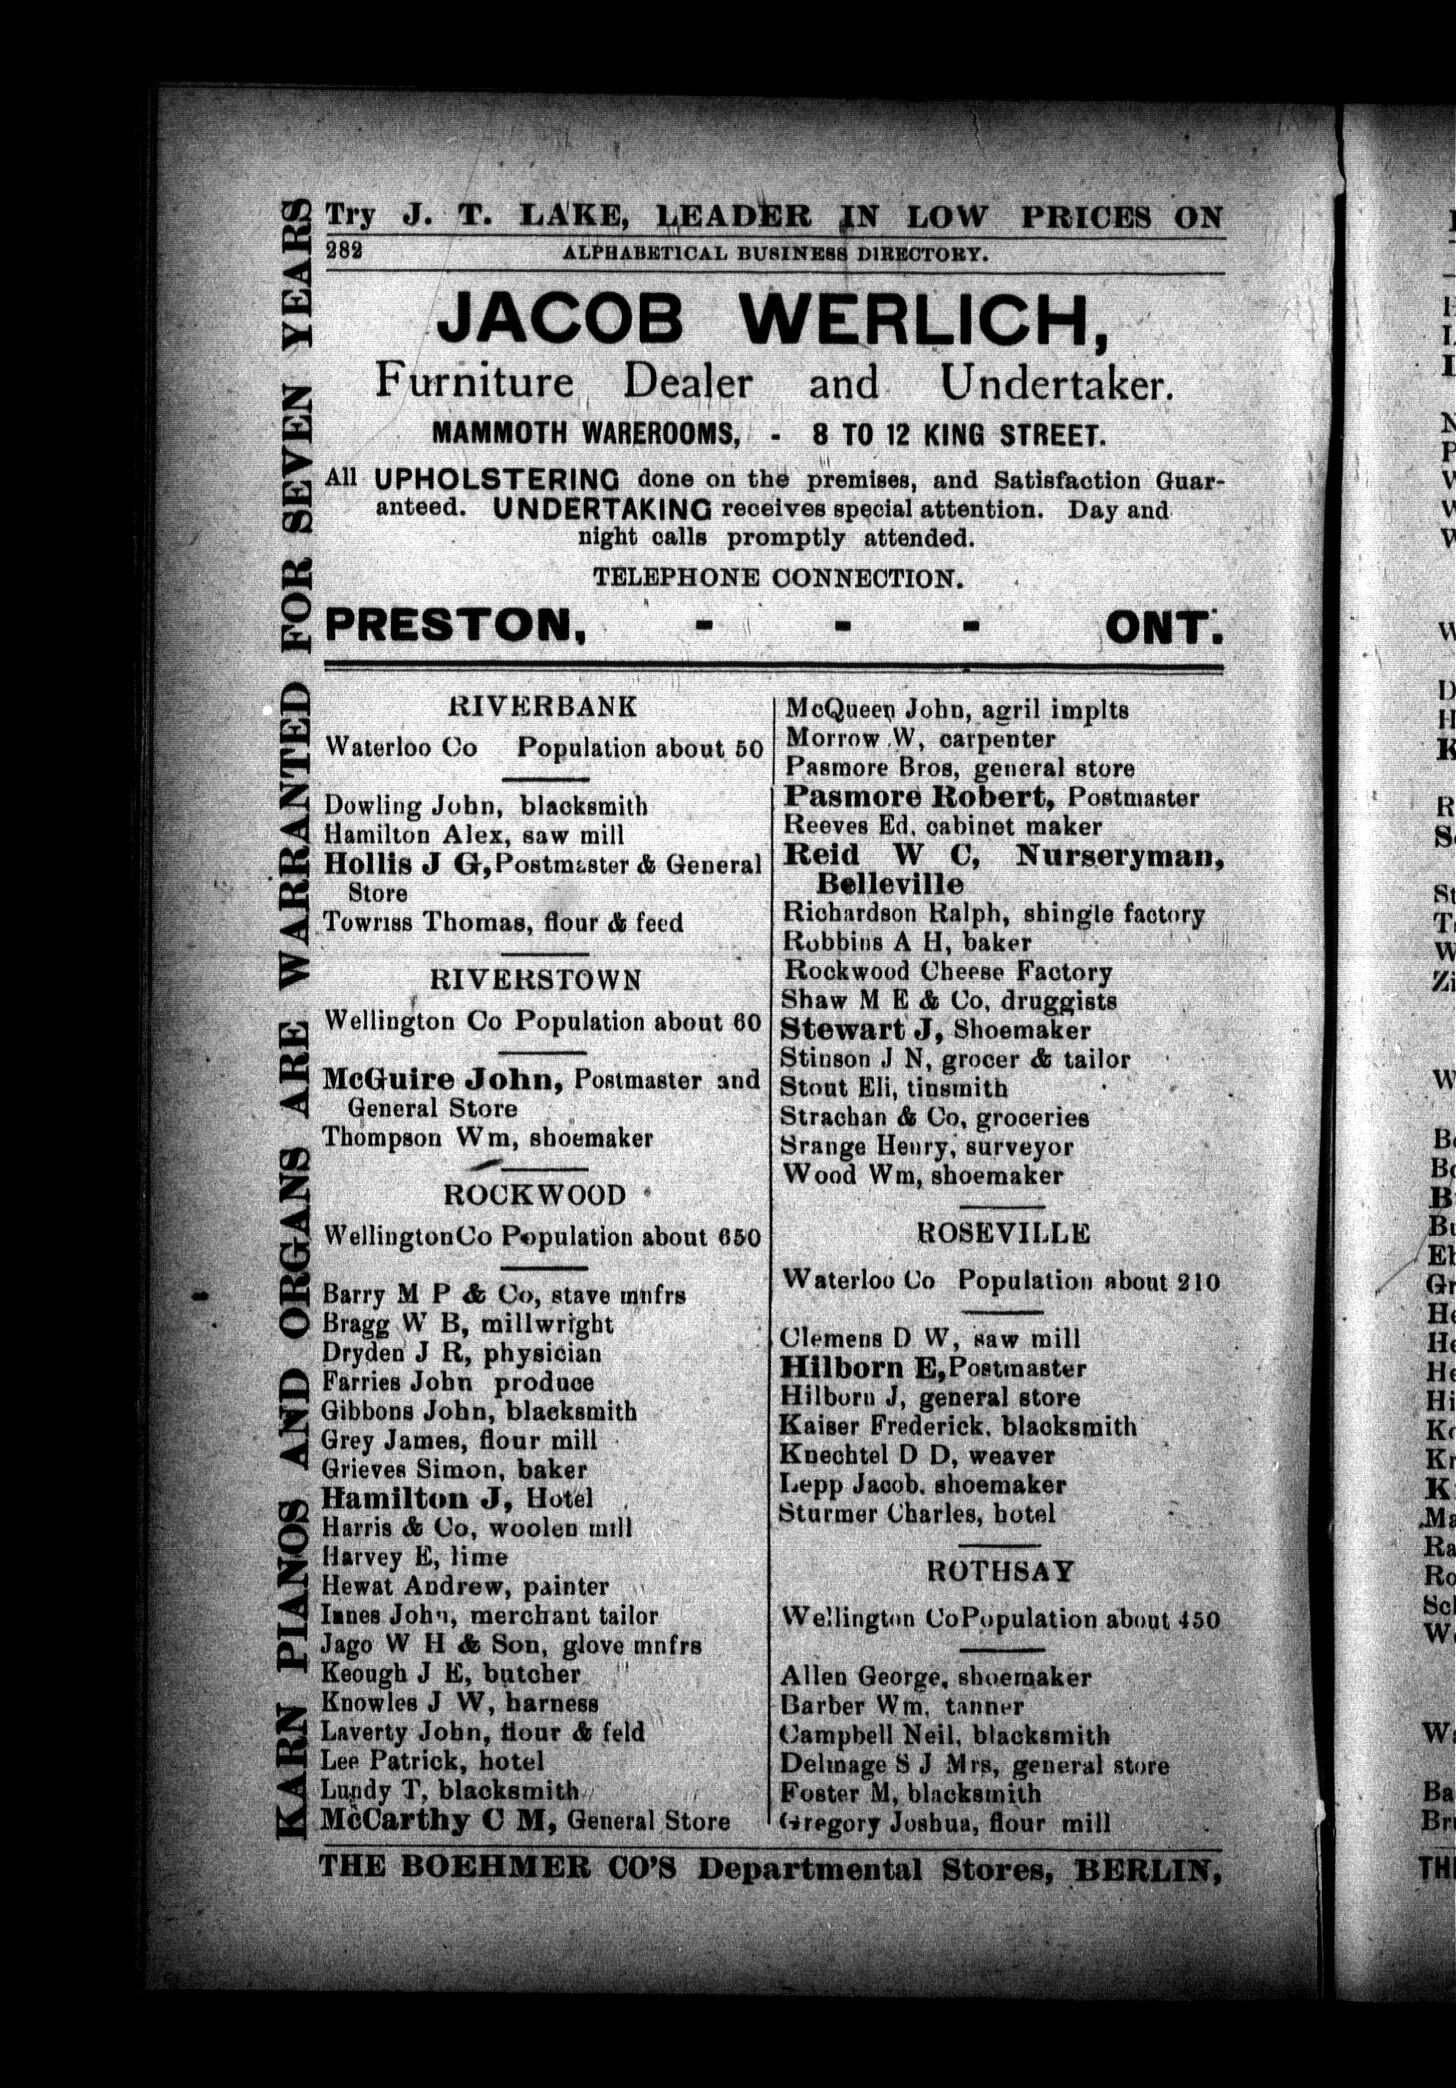 Try J. T. LAKE, LEADER IN LOW PRICES ON
282 ALPHABETICAL BUSINESS DIRECTORY.
JACOB WERLICH,
Furniture Dealer and Undertaker.
MAMMOTH WAREROOMS, - 8 TO 12 KING STREET.
All UPHOLSTERING done on the premises, and Satisfaction Guar-
anteed. UNDERTAKING receives special attention. Day and
night calls promptly attended.
TELEPHONE CONNECTION.
PRESTON, - - - ONT.
KARN PIANOS AND ORGANS ARE WARRANTED FOR SEVEN YEARS
RIVERBANK
Waterloo Co Population about 50
Dowling John, blacksmith
Hamilton Alex, saw mill
Hollis J G, Postmaster & General
Store
Towriss Thomas, flour & feed
RIVERSTOWN
Wellington Co Population about 60
McGuire John, Postmaster and
General Store
Thompson Wm, shoemaker
ROCKWOOD
WellingtonCo Population about 650
Barry M P & Co, stave mnfrs
Bragg W B, millwright
Dryden J R, physician
Farries John produce
Gibbons John, blacksmith
Grey James, flour mill
Grieves Simon, baker
Hamilton J, Hotel
Harris & Co, woolen mill
Harvey E, lime
Hewat Andrew, painter
Innes John, merchant tailor
Jago W H & Son, glove mnfrs
Keough J E, butcher
Knowles J W, harness
Laverty John, flour & feld
Lee Patrick, hotel
Lundy T, blacksmith
McCarthy C M, General Store
McQueen John, agril implts
Morrow W, carpenter
Pasmore Bros, general store
Pasmore Robert, Postmaster
Reeves Ed. cabinet maker
Reid W C, Nurseryman,
Belleville
Richardson Ralph, shingle factory
Robbins A H, baker
Rockwood Cheese Factory
Shaw M E & Co, druggists
Stewart J, Shoemaker
Stinson J N, grocer & tailor
Stout Eli, tinsmith
Strachan & Co, groceries
Srange Henry, surveyor
Wood Wm, shoemaker
ROSEVILLE
Waterloo Co Population about 210
Clemens D W, saw mill
Hilborn E, Postmaster
Hilborn J, general store
Kaiser Frederick. blacksmith
Knechtel D D, weaver
Lepp Jacob. shoemaker
Sturmer Charles, hotel
ROTHSAY
Wellington CoPopulation about 450
Allen George, shoemaker
Barber Wm. tanner
Campbell Neil, blacksmith
Delmage S J Mrs, general store
Foster M, blacksmith
Gregory Joshua, flour mill
THE BOEHMER CO'S Departmental Stores, BERLIN,